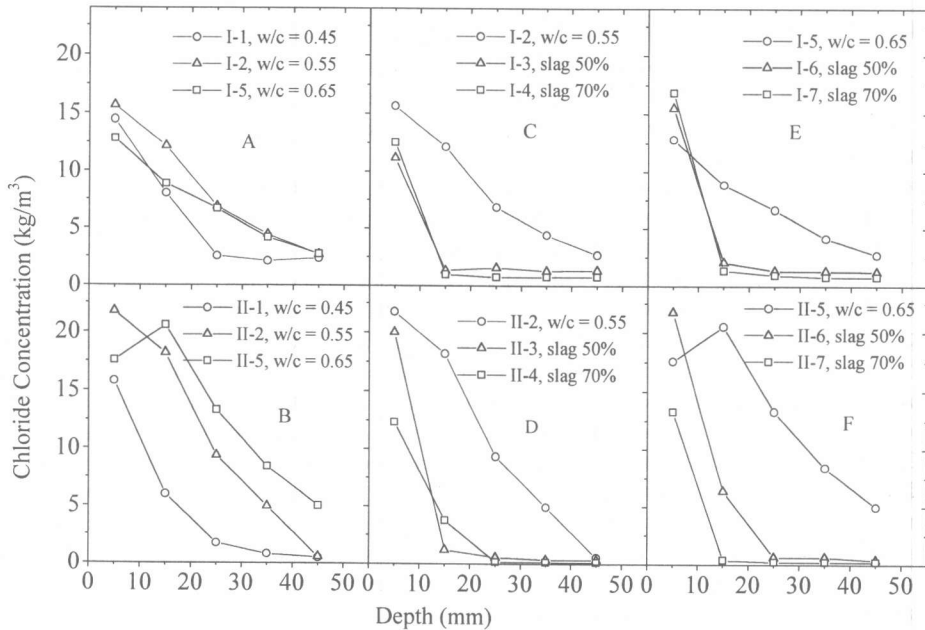 I-1, w/c = 0.45
I-2, w/c = 0.55
I-5, w/c = 0.65
A
I-2, w/c = 0.55
I-3, slag 50%
I-4, slag 70%
C
I-5, w/c = 0.65
I-6, slag 50%
I-7, slag 70%
E
20
15
10
5
0
II-1, w/c = 0.45
II-2, w/c = 0.55
II-5, w/c = 0.65
B
II-2, w/c = 0.55
II-3, slag 50%
II-4, slag 70%
D
II-5, w/c = 0.65
II-6, slag 50%
II-7, slag 70%
F
20
15
10
5
0
Chloride Concentration (kg/m³)
0 10 20 30 40 50 0 10 20 30 40 50 0 10 20 30 40 50
Depth (mm)